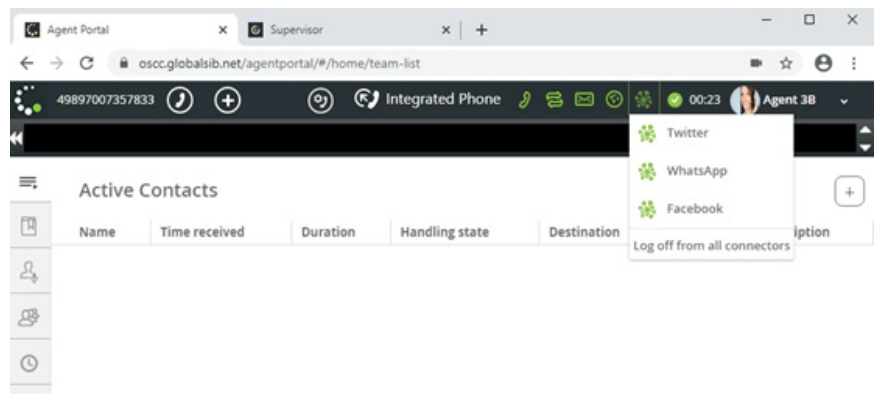 Agent Portal
Supervisor
oscc.globalsib.net/agentportal/#/home/team-list
49897007357833 Integrated Phone 00:23 Agent 3B
Twitter
WhatsApp
Facebook
Log off from all connectors
Active Contacts
Name Time received Duration Handling state Destination iption